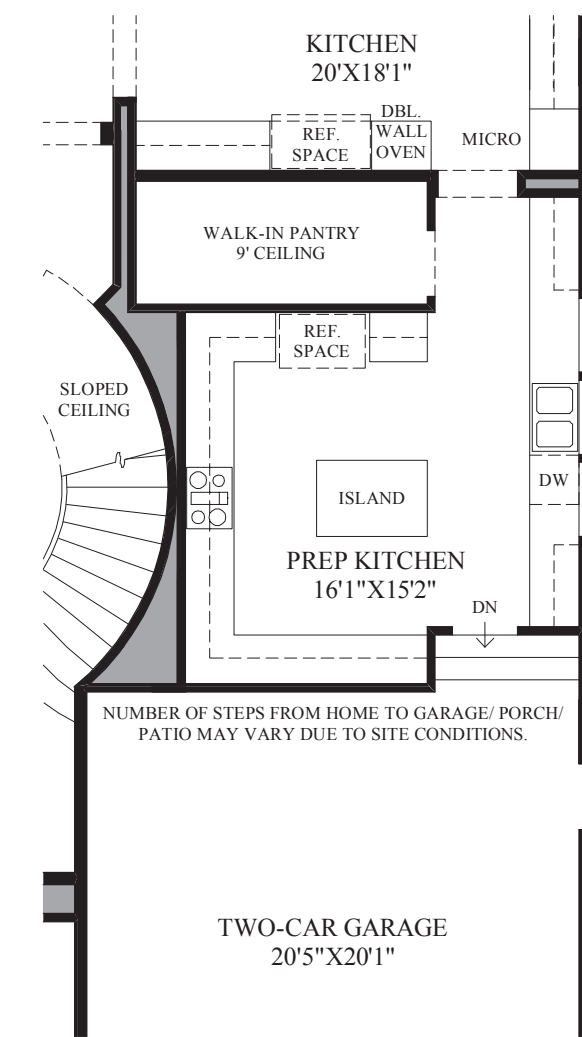 KITCHEN
20'X18'1"
DBL.
WALL
OVEN
REF.
SPACE
MICRO
WALK-IN PANTRY
9' CEILING
REF.
SPACE
SLOPED
CEILING
DW
ISLAND
PREP KITCHEN
16'1"X15'2"
DN
NUMBER OF STEPS FROM HOME TO GARAGE/ PORCH/
PATIO MAY VARY DUE TO SITE CONDITIONS.
TWO-CAR GARAGE
20'5"X20'1"